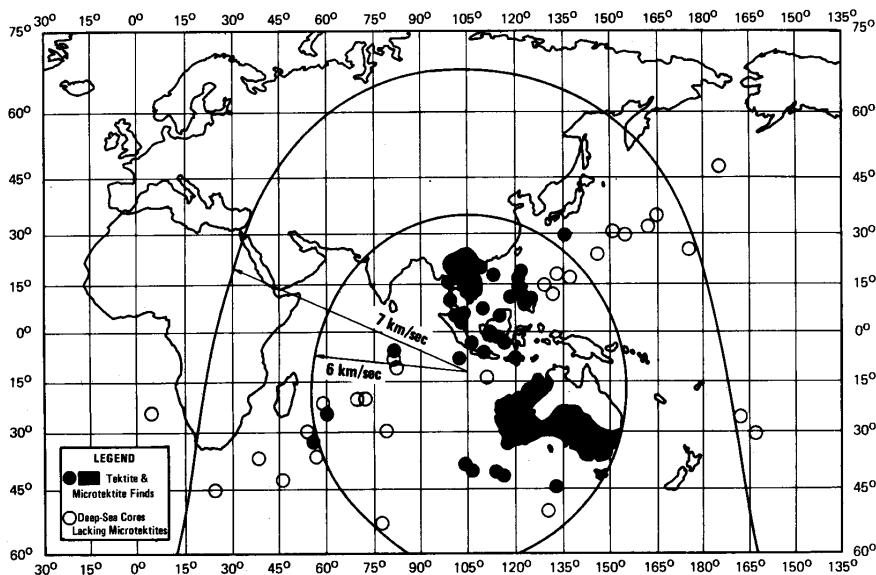 30° 15° 0° 15° 30° 45° 60° 75° 90° 105° 120° 135° 150° 165° 180° 165° 150° 135°
75° 75°
60° 60°
45° 45°
30° 30°
15° 15°
0° 0°
7 km/sec
6 km/sec
15° 15°
30° 30°
LEGEND
Tektite &
Microtektite Finds
Deep-Sea Cores
Lacking Microtektites
45° 45°
60° 60°
30° 15° 0° 15° 30° 45° 60° 75° 90° 105° 120° 135° 150° 165° 180° 165° 150° 135°